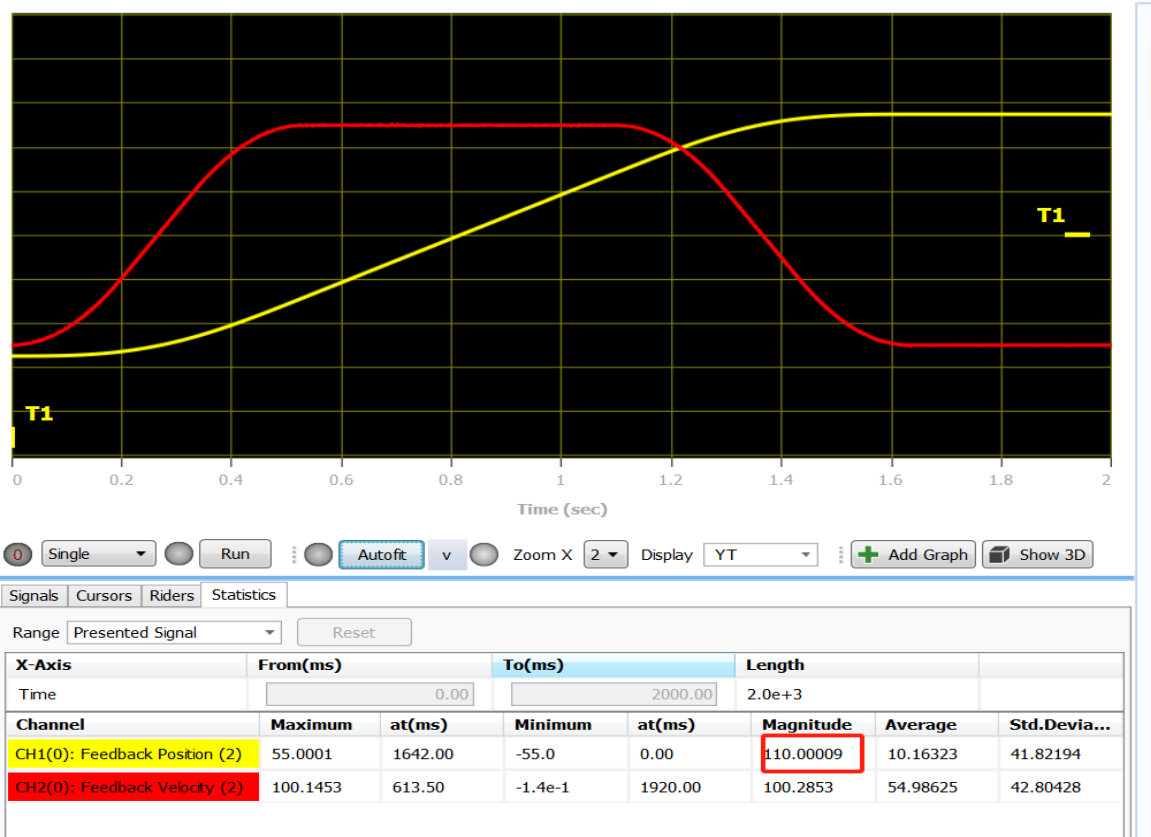 T1
T1
0 0.2 0.4 0.6 0.8 1 1.2 1.4 1.6 1.8 2
Time (sec)
0 Single Run Autofit v Zoom X 2 Display YT Add Graph Show 3D
Signals Cursors Riders Statistics
Range Presented Signal Reset
X-Axis From(ms) To(ms) Length
Time 0.00 2000.00 2.0e+3
Channel Maximum at(ms) Minimum at(ms) Magnitude Average Std.Devia...
CH1(0): Feedback Position (2) 55.0001 1642.00 -55.0 0.00 110.00009 10.16323 41.82194
CH2(0): Feedback Velocity (2) 100.1453 613.50 -1.4e-1 1920.00 100.2853 54.98625 42.80428